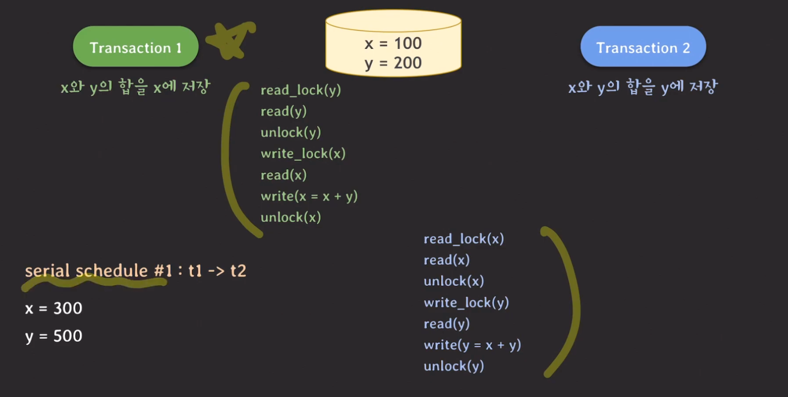 Transaction 1
x = 100
y = 200
Transaction 2
x와 y의 합을 x에 저장
x와 y의 합을 y에 저장
read_lock(y)
read(y)
unlock(y)
write_lock(x)
read(x)
write(x = x + y)
unlock(x)
read_lock(x)
read(x)
unlock(x)
write_lock(y)
read(y)
write(y = x + y)
unlock(y)
serial schedule #1 : t1 -> t2
x = 300
y = 500